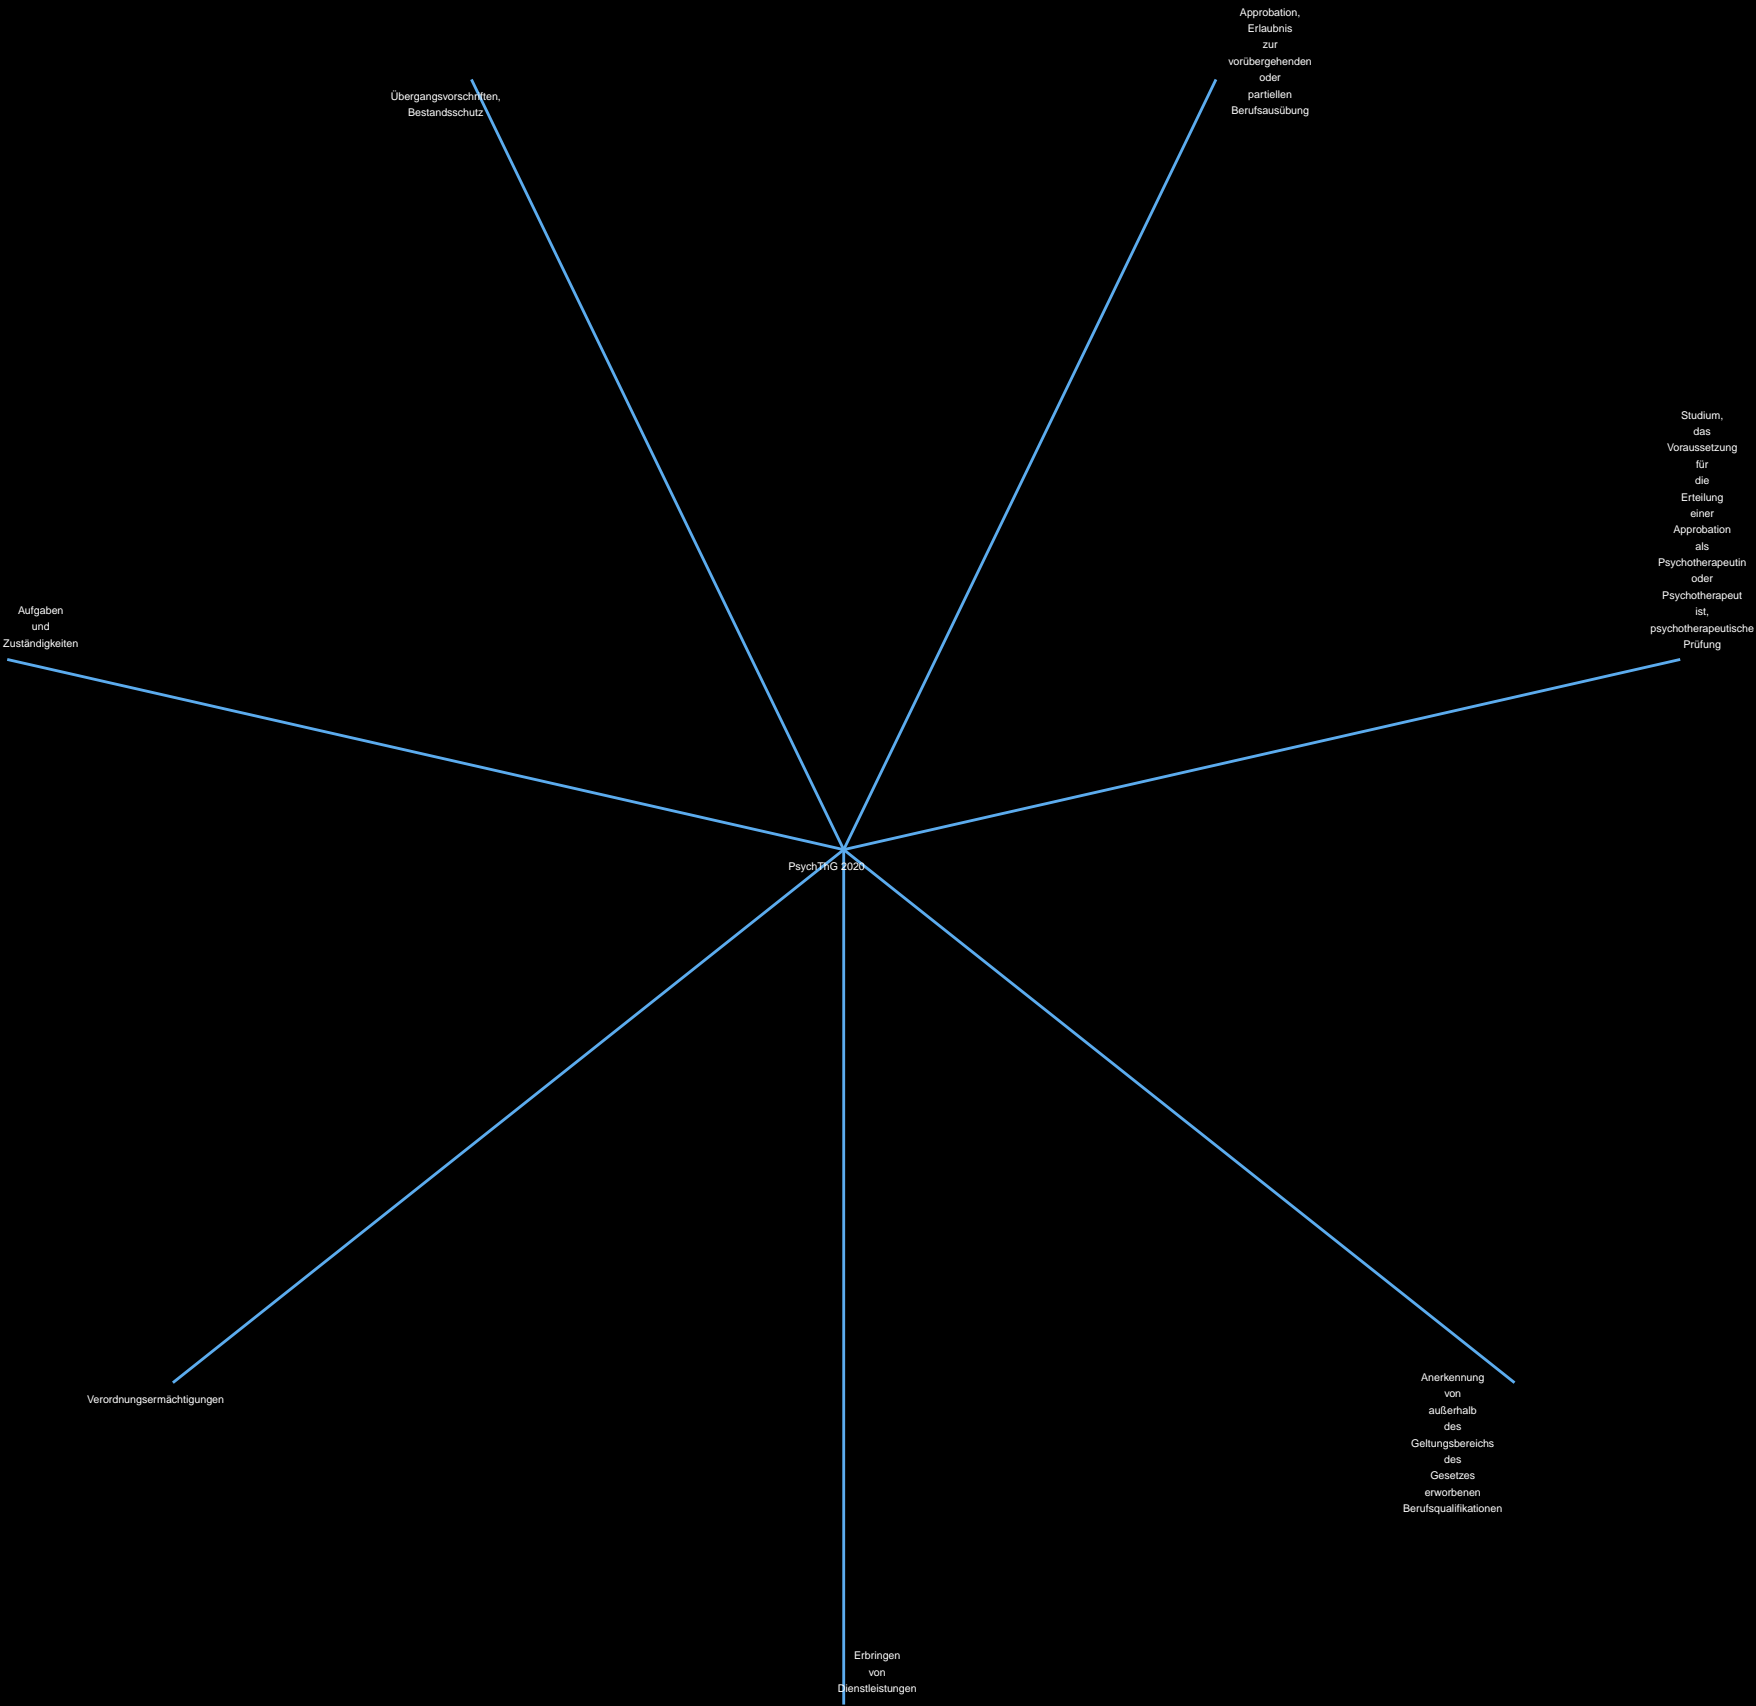 Approbation,
Erlaubnis
zur
vorübergehenden
oder
partiellen
Berufsausübung
Übergangsvorschriften,
Bestandsschutz
Studium,
das
Voraussetzung
für
die
Erteilung
einer
Approbation
als
Psychotherapeutin
oder
Psychotherapeut
ist,
psychotherapeutische
Prüfung
Aufgaben
und
Zuständigkeiten
PsychThG 2020
Anerkennung
von
außerhalb
des
Geltungsbereichs
des
Gesetzes
erworbenen
Berufsqualifikationen
Verordnungsermächtigungen
Erbringen
von
Dienstleistungen